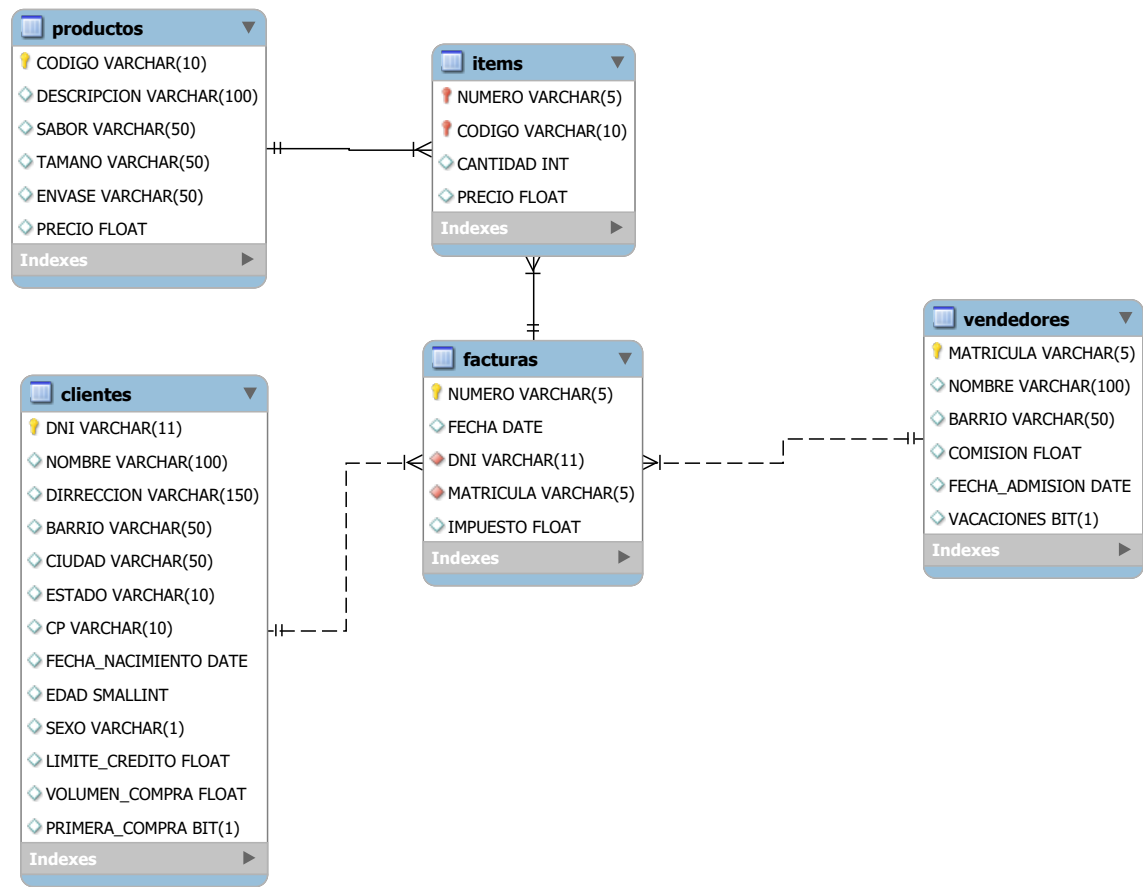 productos
CODIGO VARCHAR(10)
DESCRIPCION VARCHAR(100)
SABOR VARCHAR(50)
TAMANO VARCHAR(50)
ENVASE VARCHAR(50)
PRECIO FLOAT
Indexes
items
NUMERO VARCHAR(5)
CODIGO VARCHAR(10)
CANTIDAD INT
PRECIO FLOAT
Indexes
clientes
DNI VARCHAR(11)
NOMBRE VARCHAR(100)
DIRRECCION VARCHAR(150)
BARRIO VARCHAR(50)
CIUDAD VARCHAR(50)
ESTADO VARCHAR(10)
CP VARCHAR(10)
FECHA_NACIMIENTO DATE
EDAD SMALLINT
SEXO VARCHAR(1)
LIMITE_CREDITO FLOAT
VOLUMEN_COMPRA FLOAT
PRIMERA_COMPRA BIT(1)
Indexes
facturas
NUMERO VARCHAR(5)
FECHA DATE
DNI VARCHAR(11)
MATRICULA VARCHAR(5)
IMPUESTO FLOAT
Indexes
vendedores
MATRICULA VARCHAR(5)
NOMBRE VARCHAR(100)
BARRIO VARCHAR(50)
COMISION FLOAT
FECHA_ADMISION DATE
VACACIONES BIT(1)
Indexes